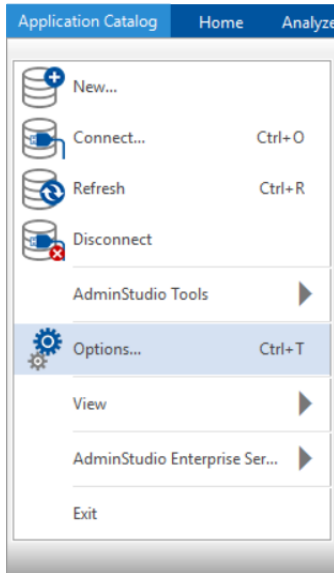 Application Catalog Home Analyze
New...
Connect... Ctrl+O
Refresh Ctrl+R
Disconnect
AdminStudio Tools
Options... Ctrl+T
View
AdminStudio Enterprise Ser...
Exit